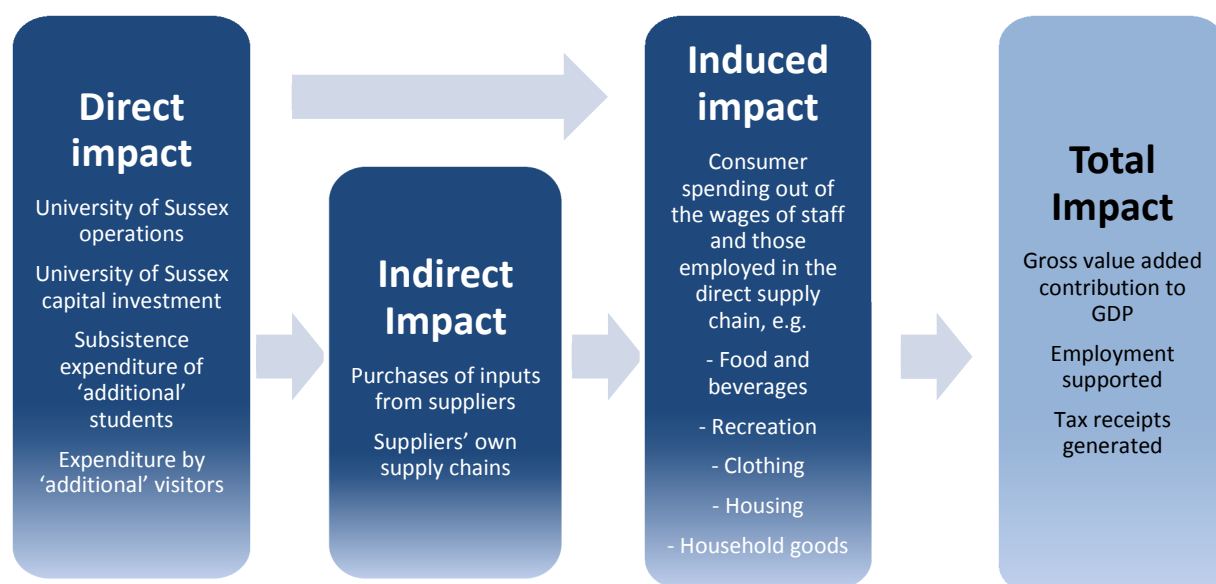 Direct
impact
University of Sussex
operations
University of Sussex
capital investment
Subsistence
expenditure of
‘additional’
students
Expenditure by
‘additional’ visitors
Indirect
Impact
Purchases of inputs
from suppliers
Suppliers’ own
supply chains
Induced
impact
Consumer
spending out of
the wages of staff
and those
employed in the
direct supply
chain, e.g.
- Food and
beverages
- Recreation
- Clothing
- Housing
- Household goods
Total
Impact
Gross value added
contribution to
GDP
Employment
supported
Tax receipts
generated